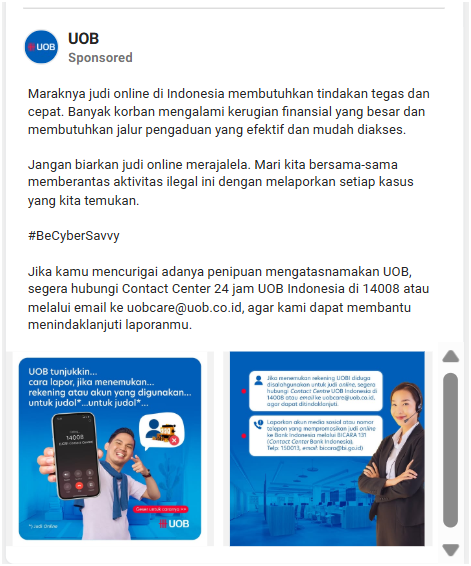 UOB
UOB
Sponsored
Maraknya judi online di Indonesia membutuhkan tindakan tegas dan
cepat. Banyak korban mengalami kerugian finansial yang besar dan
membutuhkan jalur pengaduan yang efektif dan mudah diakses.
Jangan biarkan judi online merajalela. Mari kita bersama-sama
memberantas aktivitas ilegal ini dengan melaporkan setiap kasus
yang kita temukan.
#BeCyberSavvy
Jika kamu mencurigai adanya penipuan mengatasnamakan UOB,
segera hubungi Contact Center 24 jam UOB Indonesia di 14008 atau
melalui email ke uobcare@uob.co.id, agar kami dapat membantu
menindaklanjuti laporanmu.
UOB tunjukkin...
cara lapor, jika menemukan...
rekening atau akun yang digunakan...
untuk judol*...untuk judol*...
14008
Geser untuk caranya >>
*) Judi Online
UOB
Jika menemukan rekening UOBI diduga
disalahgunakan untuk judi online, segera
hubungi Contact Centre UOB Indonesia di
14008 atau email ke uobcare@uob.co.id,
agar dapat ditindaklanjuti.
Laporkan akun media sosial atau nomor
telepon yang mempromosikan judi online
ke Bank Indonesia melalui BICARA 131
(Contact Center Bank Indonesia).
Telp. 150013, email: bicara@bi.go.id)